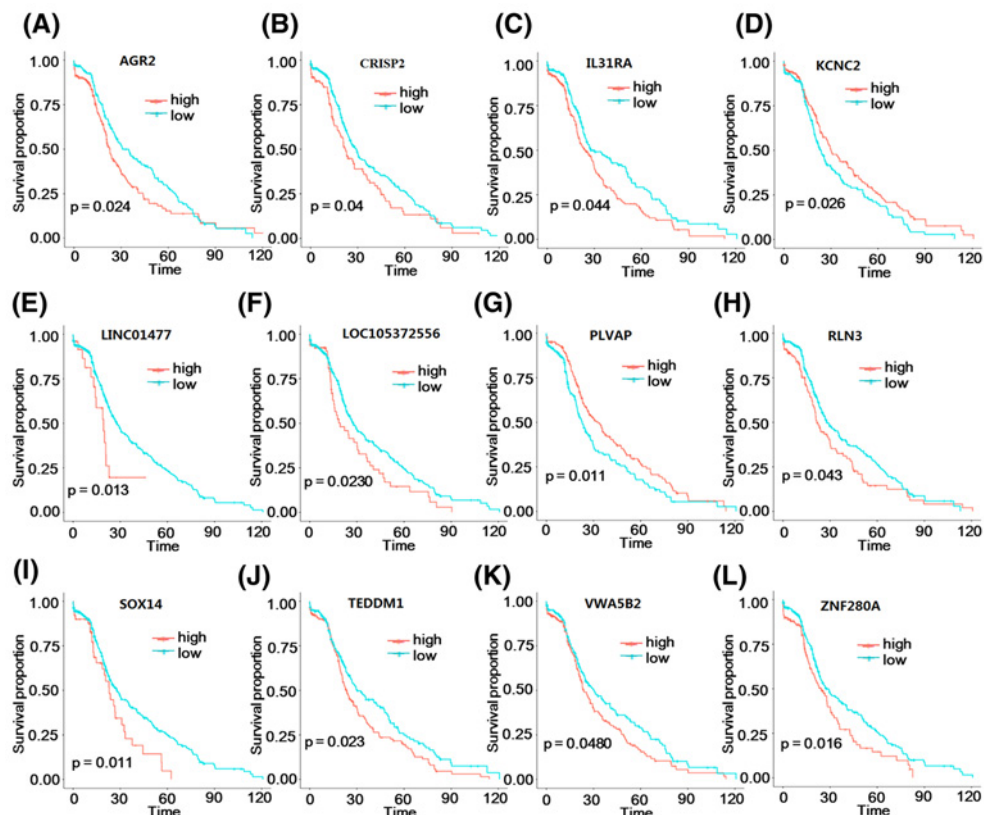 (A)
AGR2
Survival proportion
1.00
0.75
0.50
0.25
0.00
high
low
p = 0.024
0 30 60 90 120
Time
(B)
CRISP2
Survival proportion
1.00
0.75
0.50
0.25
0.00
high
low
p = 0.04
0 30 60 90 120
Time
(C)
IL31RA
Survival proportion
1.00
0.75
0.50
0.25
0.00
high
low
p = 0.044
0 30 60 90 120
Time
(D)
KCNC2
Survival proportion
1.00
0.75
0.50
0.25
0.00
high
low
p = 0.026
0 30 60 90 120
Time
(E)
LINC01477
Survival proportion
1.00
0.75
0.50
0.25
0.00
high
low
p = 0.013
0 30 60 90 120
Time
(F)
LOC105372556
Survival proportion
1.00
0.75
0.50
0.25
0.00
high
low
p = 0.0230
0 30 60 90 120
Time
(G)
PLVAP
Survival proportion
1.00
0.75
0.50
0.25
0.00
high
low
p = 0.011
0 30 60 90 120
Time
(H)
RLN3
Survival proportion
1.00
0.75
0.50
0.25
0.00
high
low
p = 0.043
0 30 60 90 120
Time
(I)
SOX14
Survival proportion
1.00
0.75
0.50
0.25
0.00
high
low
p = 0.011
0 30 60 90 120
Time
(J)
TEDDM1
Survival proportion
1.00
0.75
0.50
0.25
0.00
high
low
p = 0.023
0 30 60 90 120
Time
(K)
VWA5B2
Survival proportion
1.00
0.75
0.50
0.25
0.00
high
low
p = 0.0480
0 30 60 90 120
Time
(L)
ZNF280A
Survival proportion
1.00
0.75
0.50
0.25
0.00
high
low
p = 0.016
0 30 60 90 120
Time